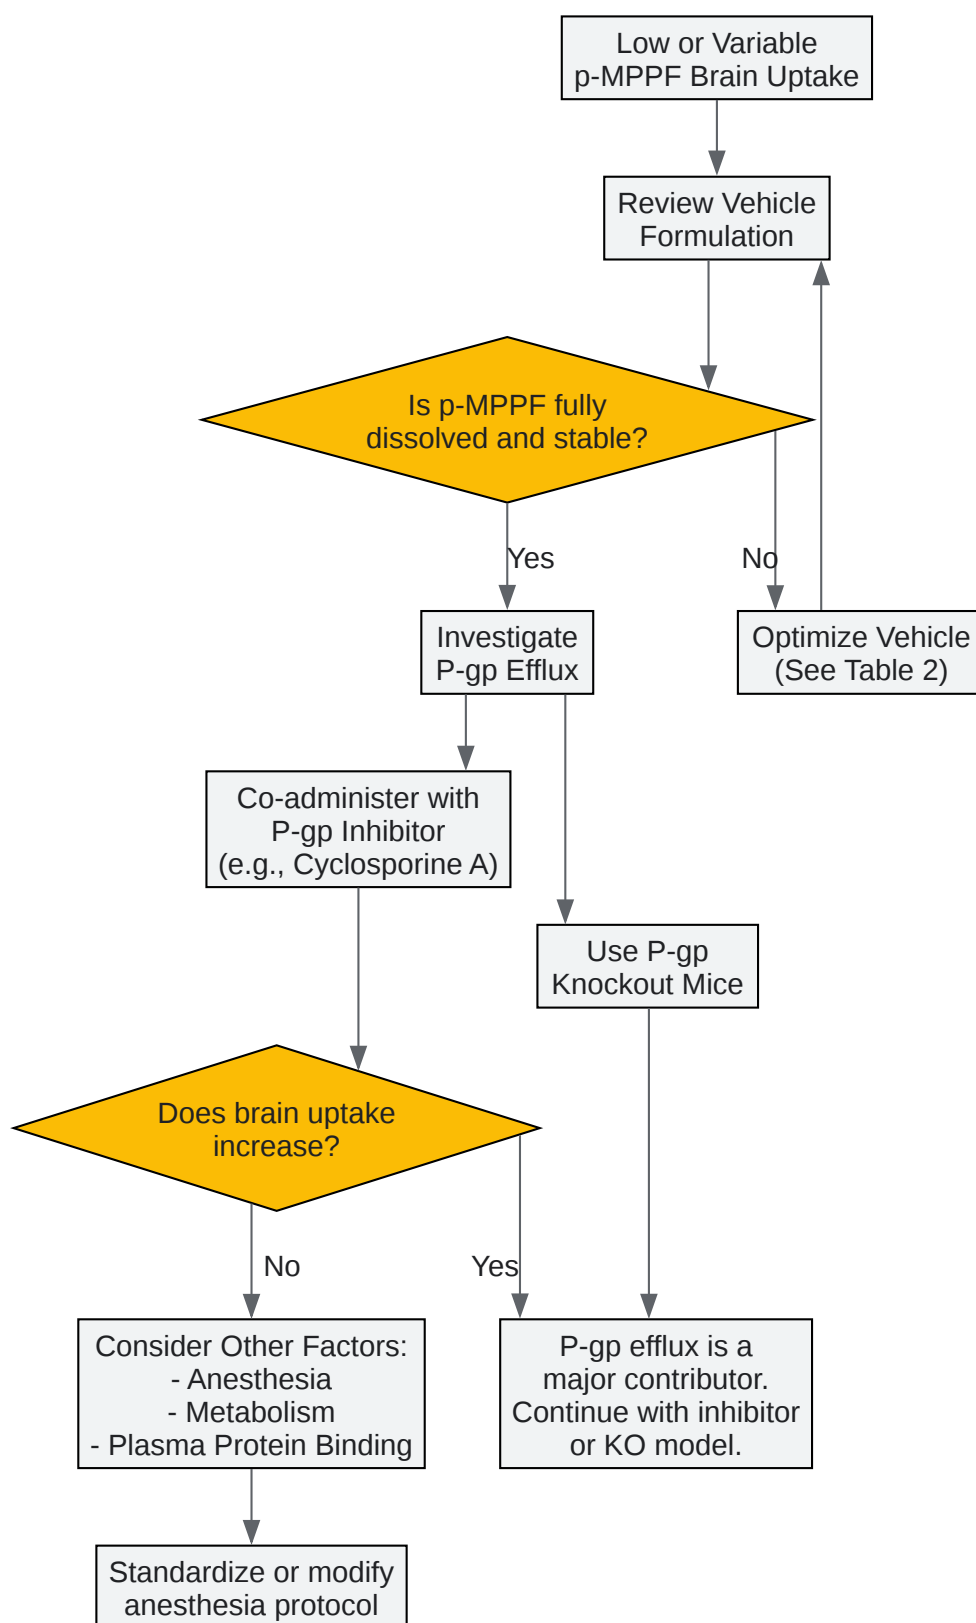 Low or Variable
p-MPPF Brain Uptake
Review Vehicle
Formulation
Is p-MPPF fully
dissolved and stable?
Yes
No
Investigate
P-gp Efflux
Optimize Vehicle
(See Table 2)
Co-administer with
P-gp Inhibitor
(e.g., Cyclosporine A)
Use P-gp
Knockout Mice
Does brain uptake
increase?
No
Yes
Consider Other Factors:
- Anesthesia
- Metabolism
- Plasma Protein Binding
P-gp efflux is a
major contributor.
Continue with inhibitor
or KO model.
Standardize or modify
anesthesia protocol